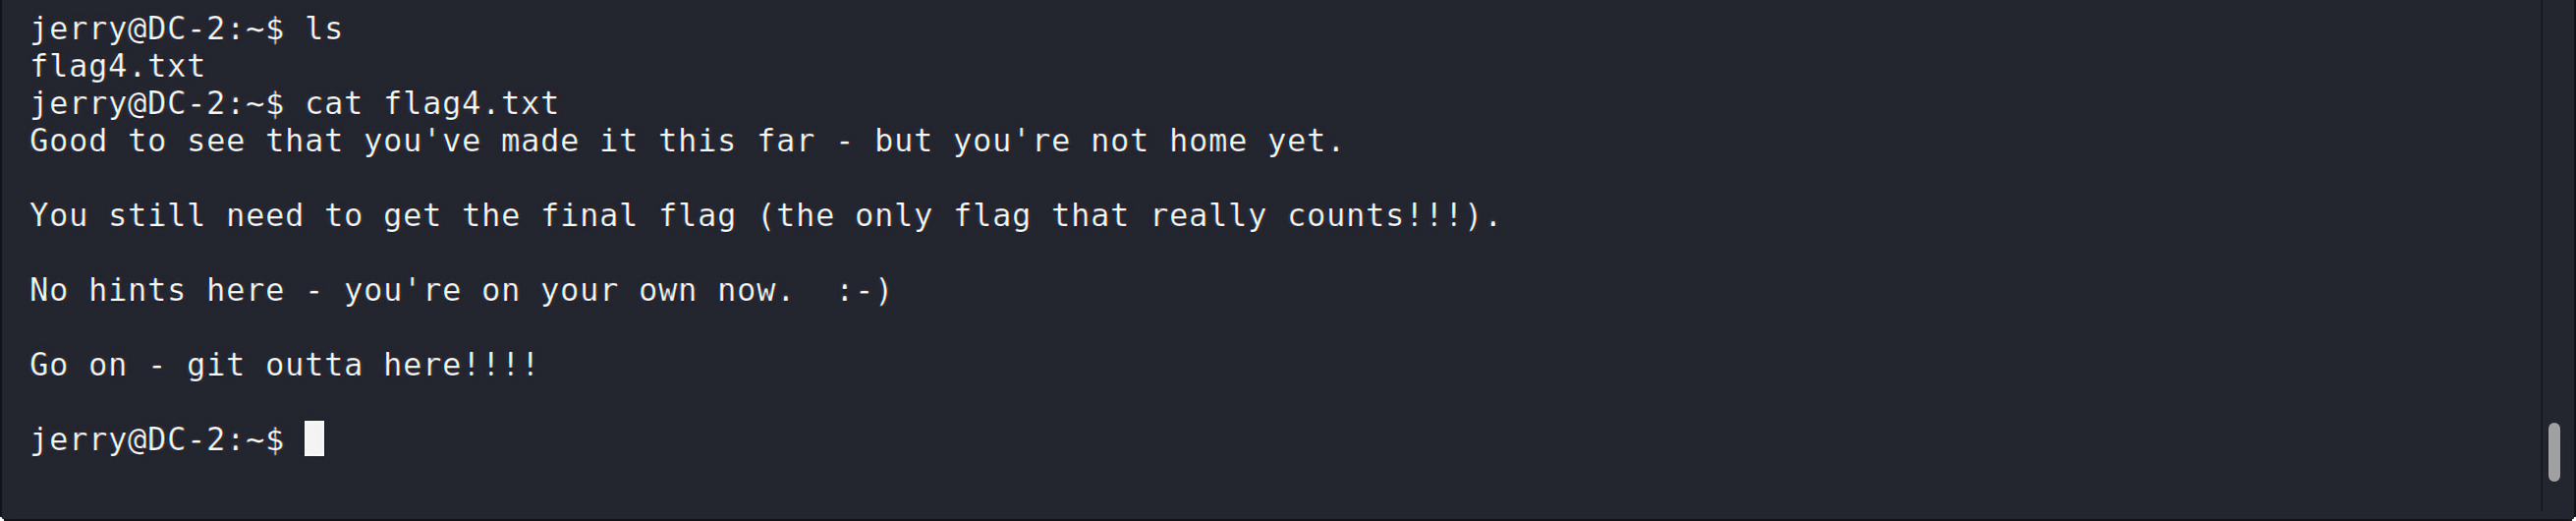 jerry@DC-2:~$ ls
flag4.txt
jerry@DC-2:~$ cat flag4.txt
Good to see that you've made it this far - but you're not home yet.
You still need to get the final flag (the only flag that really counts!!!).
No hints here - you're on your own now.  :-)
Go on - git outta here!!!!
jerry@DC-2:~$